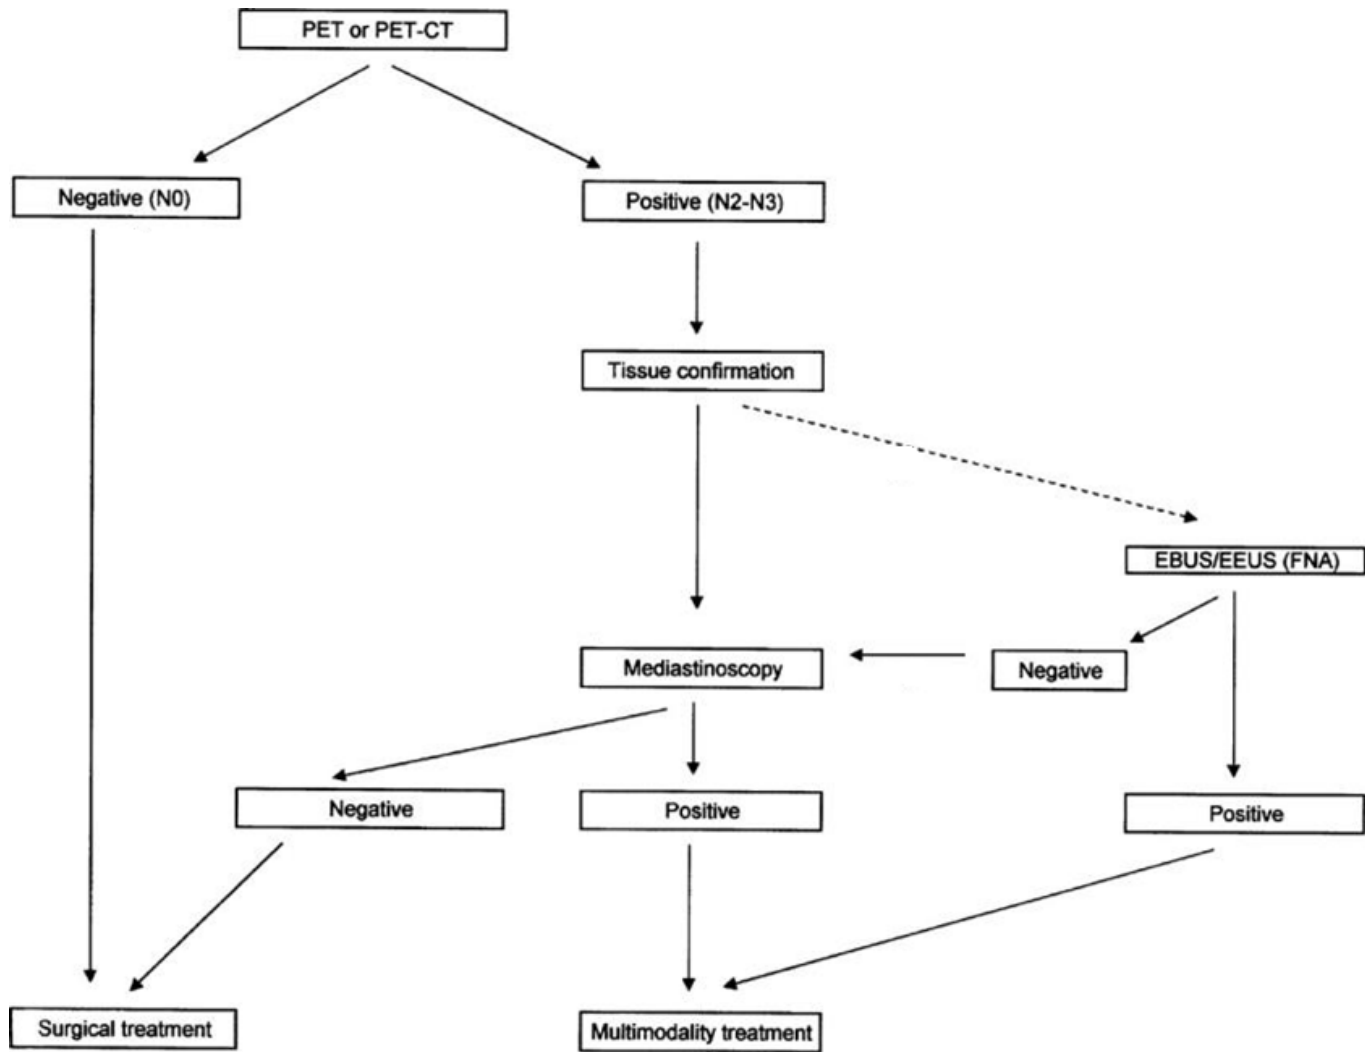 PET or PET-CT
Negative (N0)
Positive (N2-N3)
Tissue confirmation
EBUS/EEUS (FNA)
Mediastinoscopy
Negative
Negative
Positive
Positive
Surgical treatment
Multimodality treatment